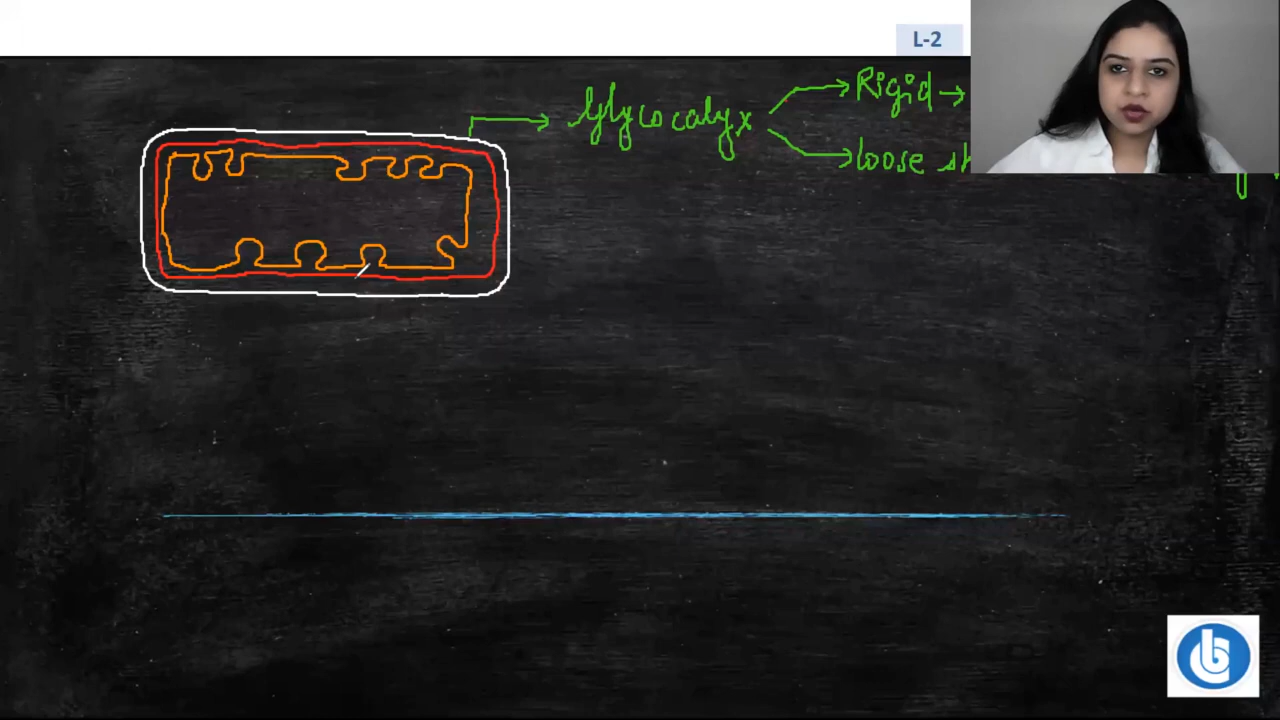 L-2
Glycocalyx → Rigid →
→ loose